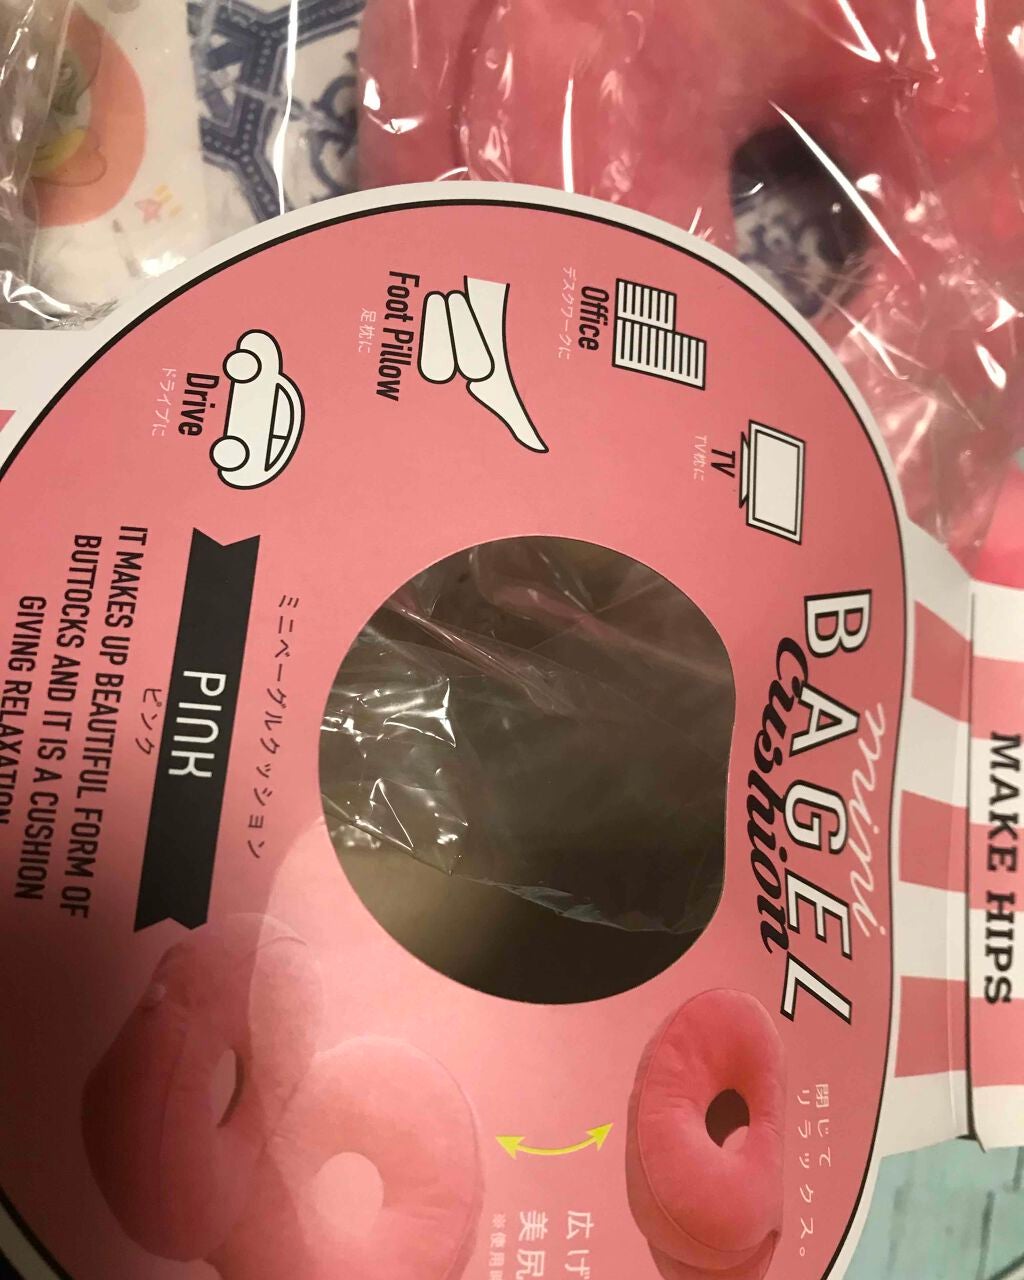 mini
BAGEL
Cushion
TV
TV枕に
Office
デスクワークに
Foot Pillow
足枕に
Drive
ドライブに
ミニベーグルクッション
PINK
ピンク
IT MAKES UP BEAUTIFUL FORM OF
BUTTOCKS AND IT IS A CUSHION
GIVING RELAXATION
閉じて
リラックス。
広げ
美尻
※使用
MAKE HIPS